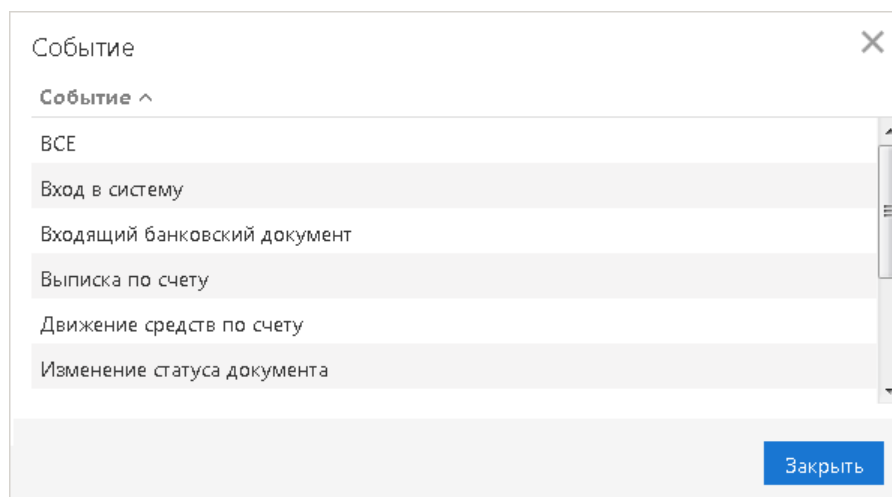 Событие
Событие
ВСЕ
Вход в систему
Входящий банковский документ
Выписка по счету
Движение средств по счету
Изменение статуса документа
Закрыть